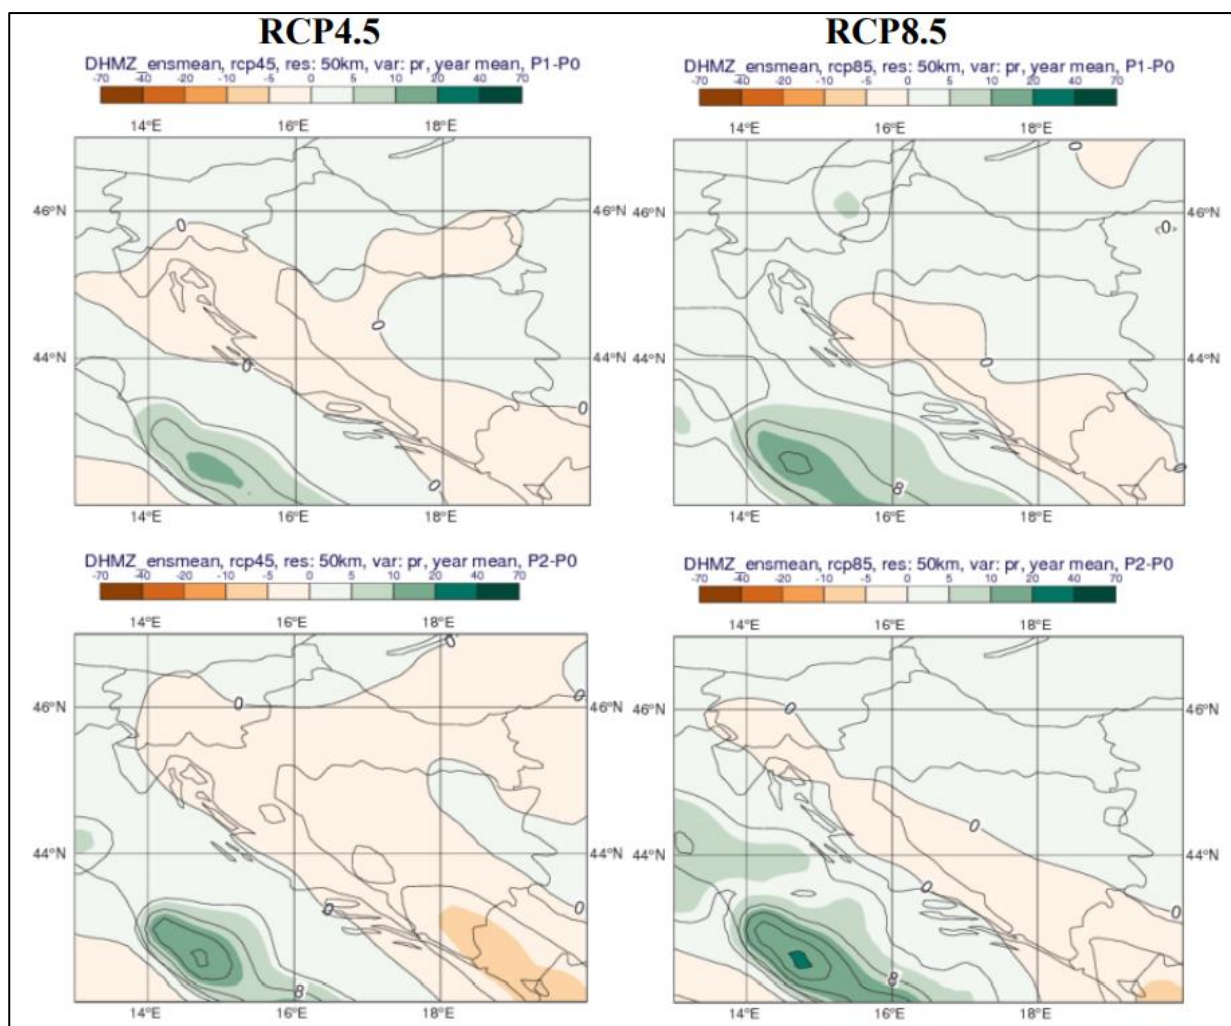 RCP4.5
DHMZ_ensmean, rcp45, res: 50km, var: pr, year mean, P1-P0
-70 -40 -20 -10 -5 0 5 10 20 40 70
14°E 16°E 18°E
46°N 46°N
0
0
44°N 44°N
0
0
0
14°E 16°E 18°E
RCP8.5
DHMZ_ensmean, rcp85, res: 50km, var: pr, year mean, P1-P0
-70 -40 -20 -10 -5 0 5 10 20 40 70
14°E 16°E 18°E
0
46°N 46°N
0
44°N 44°N
0
0
8
14°E 16°E 18°E
DHMZ_ensmean, rcp45, res: 50km, var: pr, year mean, P2-P0
-70 -40 -20 -10 -5 0 5 10 20 40 70
14°E 16°E 18°E
0
46°N 0 0 46°N
44°N 44°N
0 0
8
14°E 16°E 18°E
DHMZ_ensmean, rcp85, res: 50km, var: pr, year mean, P2-P0
-70 -40 -20 -10 -5 0 5 10 20 40 70
14°E 16°E 18°E
46°N 0 46°N
0
44°N 44°N
0
0
8
14°E 16°E 18°E